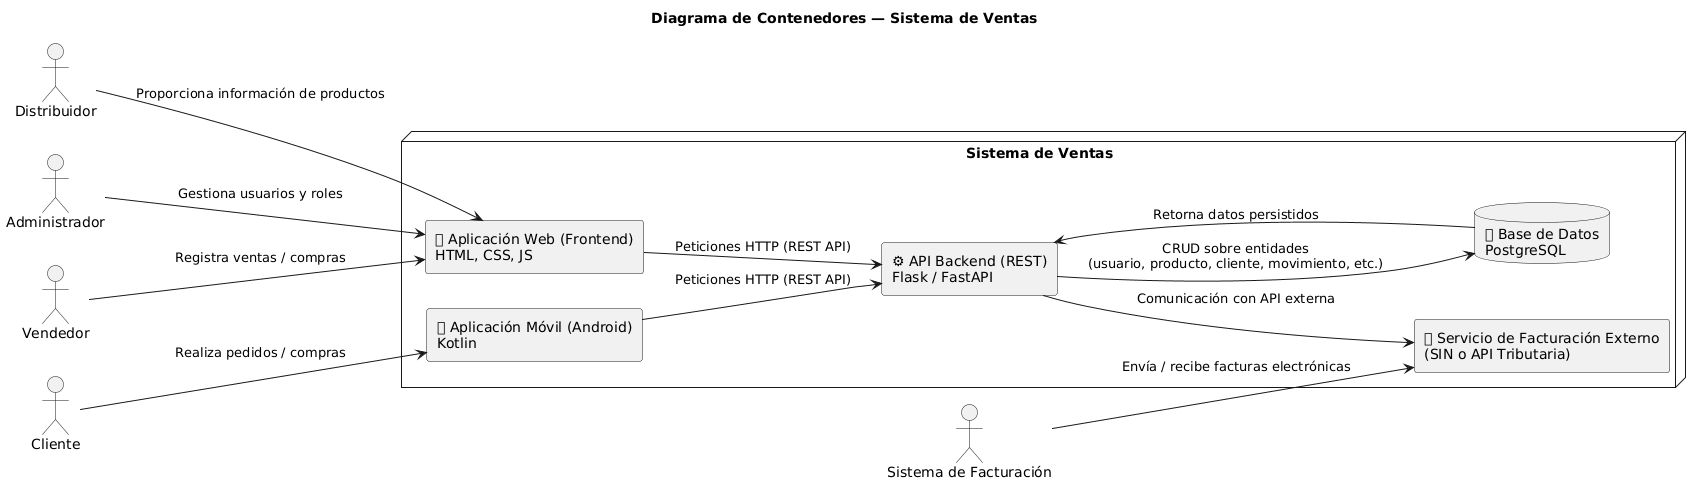 Diagrama de Contenedores — Sistema de Ventas
Distribuidor
Proporciona información de productos
Sistema de Ventas
Administrador
Gestiona usuarios y roles
Vendedor
Registra ventas / compras
Cliente
Realiza pedidos / compras
Aplicación Web (Frontend)
HTML, CSS, JS
Aplicación Móvil (Android)
Kotlin
Peticiones HTTP (REST API)
Peticiones HTTP (REST API)
⚙ API Backend (REST)
Flask / FastAPI
Retorna datos persistidos
CRUD sobre entidades
(usuario, producto, cliente, movimiento, etc.)
Comunicación con API externa
Base de Datos
PostgreSQL
Servicio de Facturación Externo
(SIN o API Tributaria)
Envía / recibe facturas electrónicas
Sistema de Facturación